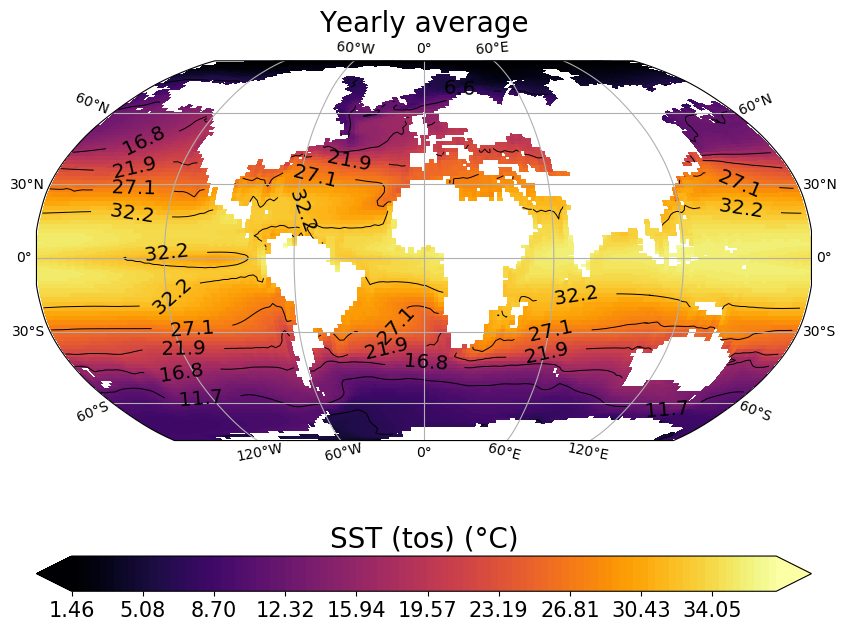 Yearly average
60°W 0° 60°E
60°N 60°N
6.6
16.8
21.9 21.9
27.1 27.1 27.1
30°N 30°N
32.2 32.2 32.2
32.2
0° 0°
32.2 32.2
27.1 27.1 27.1
30°S 30°S
21.9 21.9 21.9
16.8 16.8
11.7 11.7
60°S 60°S
120°W 60°W 0° 60°E 120°E
SST (tos) (°C)
1.46 5.08 8.70 12.32 15.94 19.57 23.19 26.81 30.43 34.05